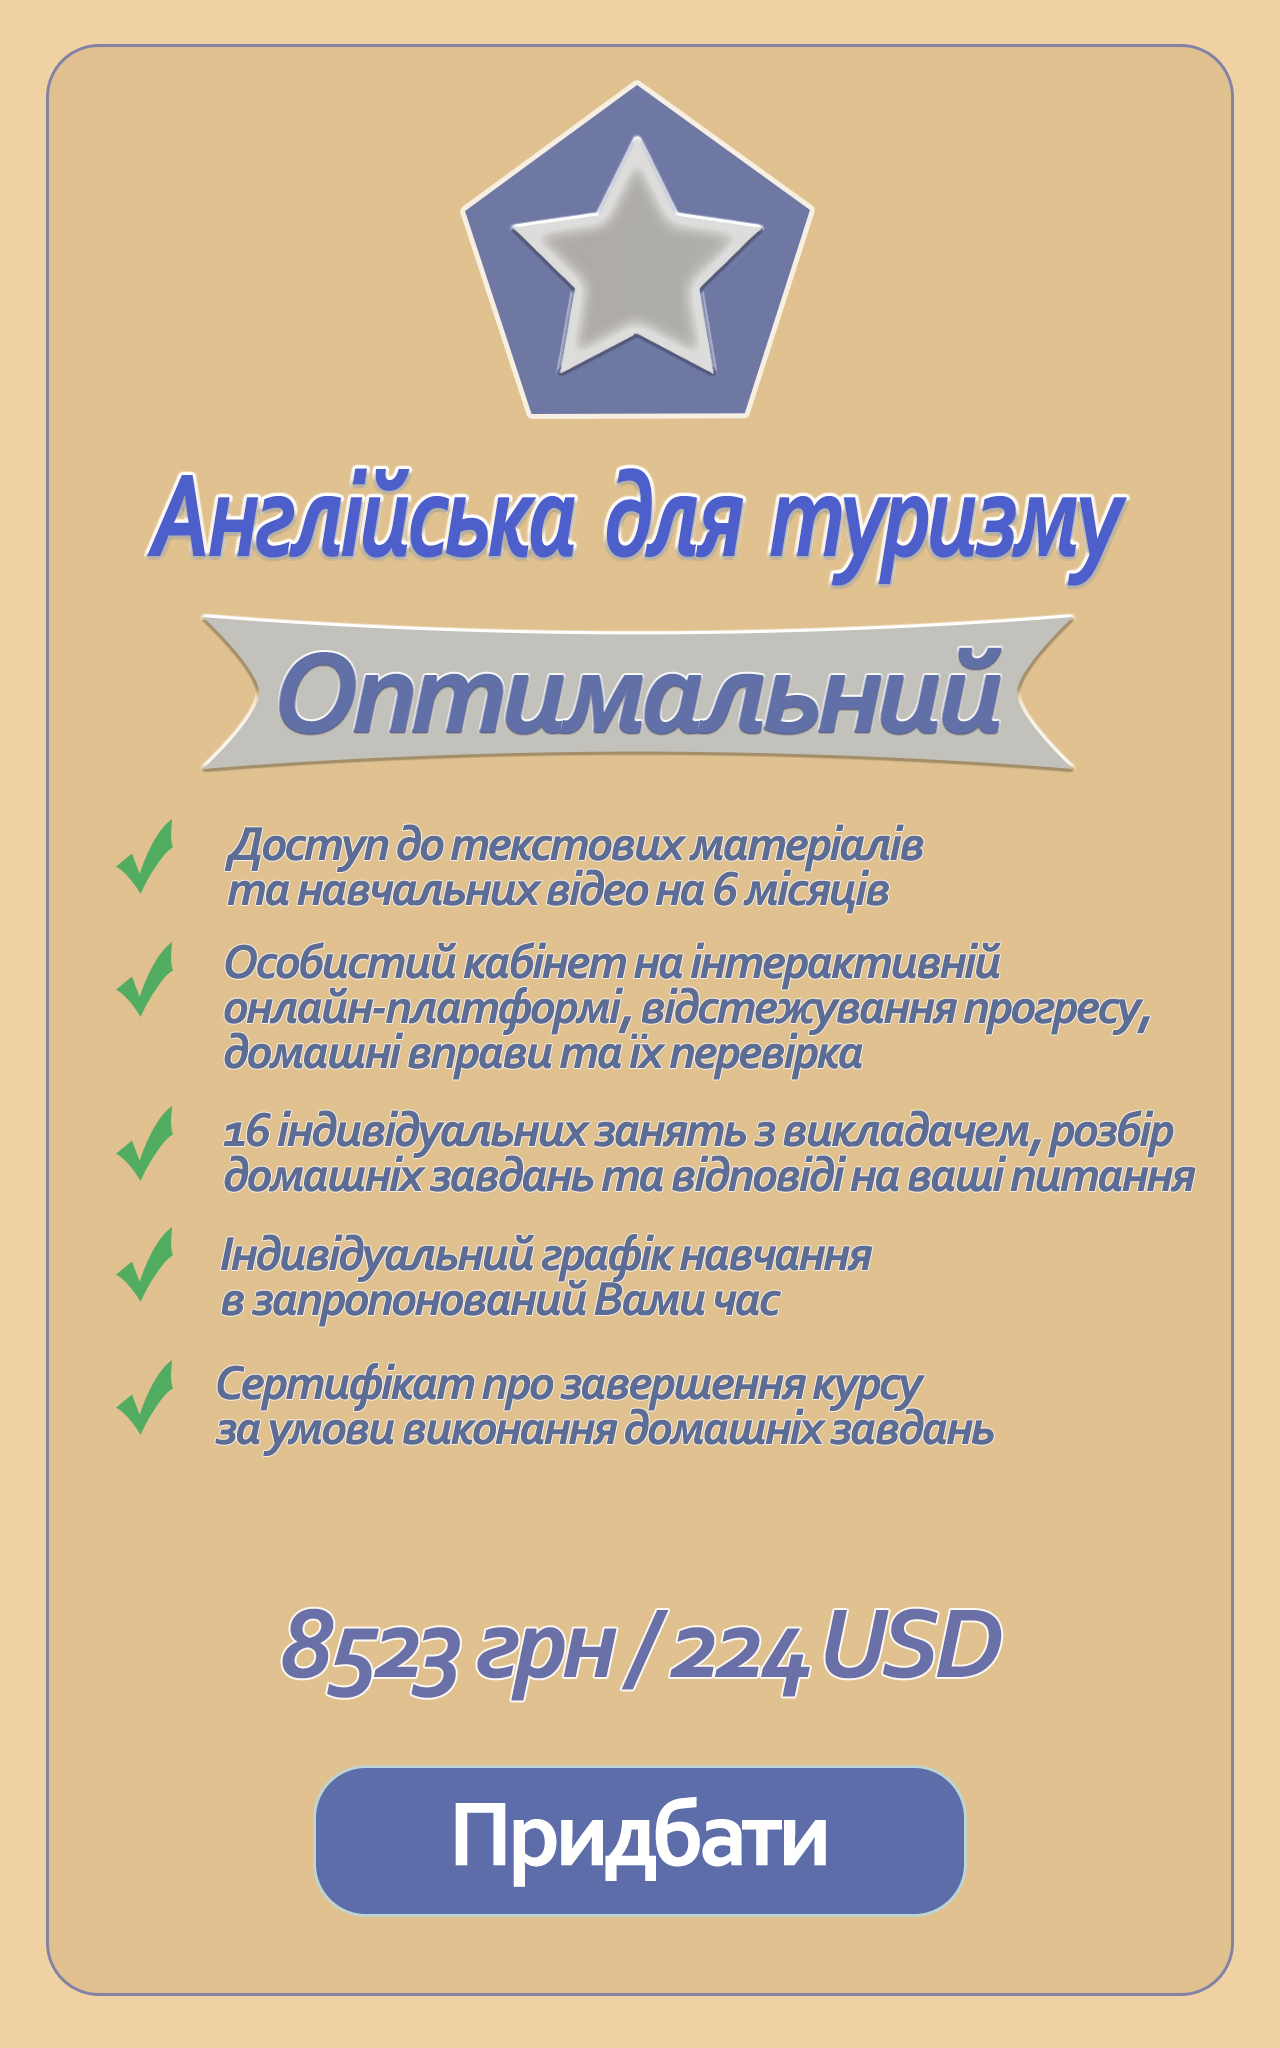 Англійська для туризму
Оптимальний
Доступ до текстових матеріалів
та навчальних відео на 6 місяців
Особистий кабінет на інтерактивній
онлайн-платформі, відстежування прогресу,
домашні вправи та їх перевірка
16 індивідуальних занять з викладачем, розбір
домашніх завдань та відповіді на ваші питання
Індивідуальний графік навчання
в запропонований Вами час
Сертифікат про завершення курсу
за умови виконання домашніх завдань
8523 грн / 224 USD
Придбати